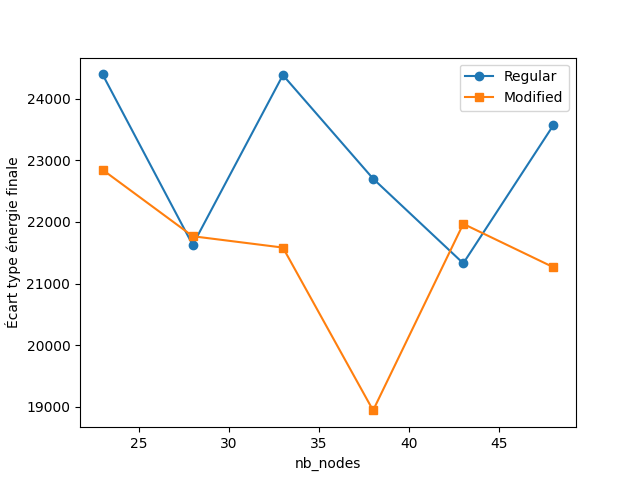 Regular
Modified
24000
23000
22000
21000
20000
19000
Écart type énergie finale
25 30 35 40 45
nb_nodes